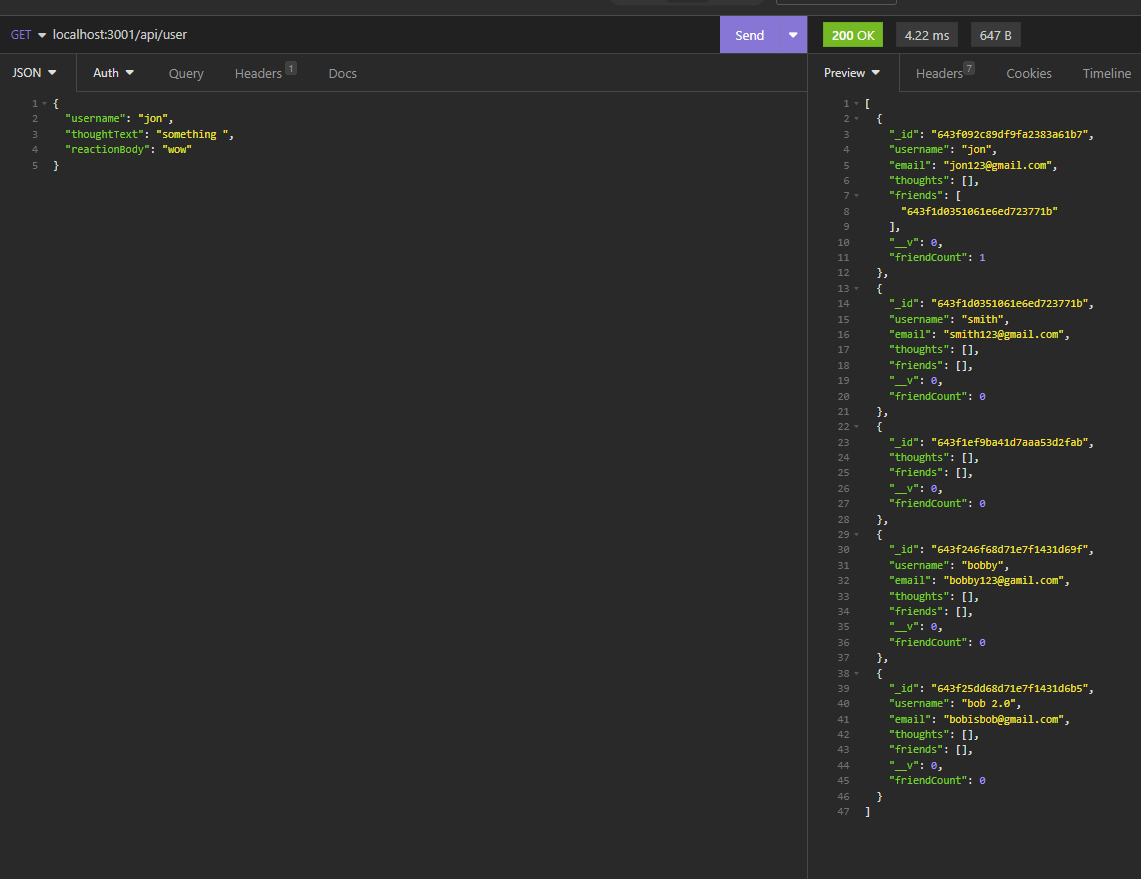 GET localhost:3001/api/user
Send
200 OK 4.22 ms 647 B
JSON Auth Query Headers 1 Docs
Preview Headers 7 Cookies Timeline
1 {
2 "username": "jon",
3 "thoughtText": "something ",
4 "reactionBody": "wow"
5 }
1 [
2 {
3 "_id": "643f092c89df9fa2383a61b7",
4 "username": "jon",
5 "email": "jon123@gmail.com",
6 "thoughts": [],
7 "friends": [
8 "643f1d0351061e6ed723771b"
9 ],
10 "__v": 0,
11 "friendCount": 1
12 },
13 {
14 "_id": "643f1d0351061e6ed723771b",
15 "username": "smith",
16 "email": "smith123@gmail.com",
17 "thoughts": [],
18 "friends": [],
19 "__v": 0,
20 "friendCount": 0
21 },
22 {
23 "_id": "643f1ef9ba41d7aaa53d2fab",
24 "thoughts": [],
25 "friends": [],
26 "__v": 0,
27 "friendCount": 0
28 },
29 {
30 "_id": "643f246f68d71e7f1431d69f",
31 "username": "bobby",
32 "email": "bobby123@gamil.com",
33 "thoughts": [],
34 "friends": [],
35 "__v": 0,
36 "friendCount": 0
37 },
38 {
39 "_id": "643f25dd68d71e7f1431d6b5",
40 "username": "bob 2.0",
41 "email": "bobisbob@gmail.com",
42 "thoughts": [],
43 "friends": [],
44 "__v": 0,
45 "friendCount": 0
46 }
47 ]